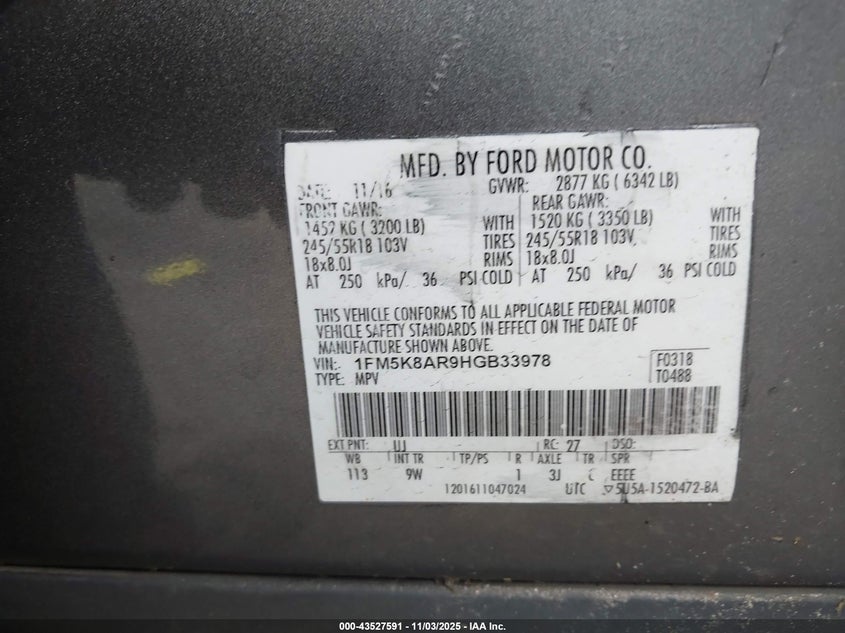 MFD. BY FORD MOTOR CO.
DATE: 11/16 GVWR: 2877 KG ( 6342 LB)
FRONT GAWR: REAR GAWR:
1452 KG ( 3200 LB) WITH 1520 KG ( 3350 LB) WITH
245/55R18 103V TIRES 245/55R18 103V TIRES
18x8.0J RIMS 18x8.0J RIMS
AT 250 kPa/ 36 PSI COLD AT 250 kPa/ 36 PSI COLD
THIS VEHICLE CONFORMS TO ALL APPLICABLE FEDERAL MOTOR
VEHICLE SAFETY STANDARDS IN EFFECT ON THE DATE OF
MANUFACTURE SHOWN ABOVE.
VIN: 1FM5K8AR9HGB33978 F0318
TYPE: MPV T0488
EXT PNT: UJ RC: 27 DSO:
WB INT TR TP/PS R AXLE TR SPR
113 9W 1 3J EEEE
1201611047024 UTC 5U5A-1520472-BA
000-43527591 - 11/03/2025 - IAA Inc.